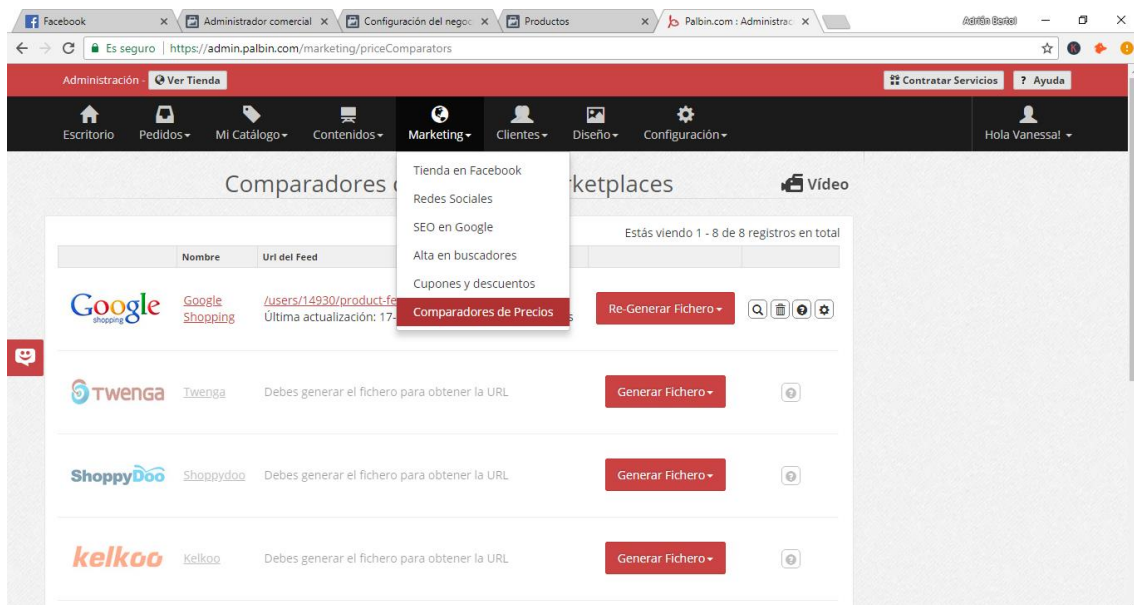 Facebook
Administrador comercial
Configuración del negoc
Productos
Palbin.com : Administrac
Adrián Bertol
Es seguro | https://admin.palbin.com/marketing/priceComparators
Administración - Ver Tienda
Contratar Servicios
? Ayuda
Escritorio
Pedidos
Mi Catálogo
Contenidos
Marketing
Clientes
Diseño
Configuración
Hola Vanessa!
Tienda en Facebook
Redes Sociales
SEO en Google
Alta en buscadores
Cupones y descuentos
Comparadores de Precios
Comparadores rketplaces
Vídeo
Estás viendo 1 - 8 de 8 registros en total
Nombre
Url del Feed
Google
shopping
Google
Shopping
/users/14930/product-fe
Última actualización: 17-
Re-Generar Fichero
Twenga
Twenga
Debes generar el fichero para obtener la URL
Generar Fichero
ShoppyDoo
Shoppydoo
Debes generar el fichero para obtener la URL
Generar Fichero
kelkoo
Kelkoo
Debes generar el fichero para obtener la URL
Generar Fichero